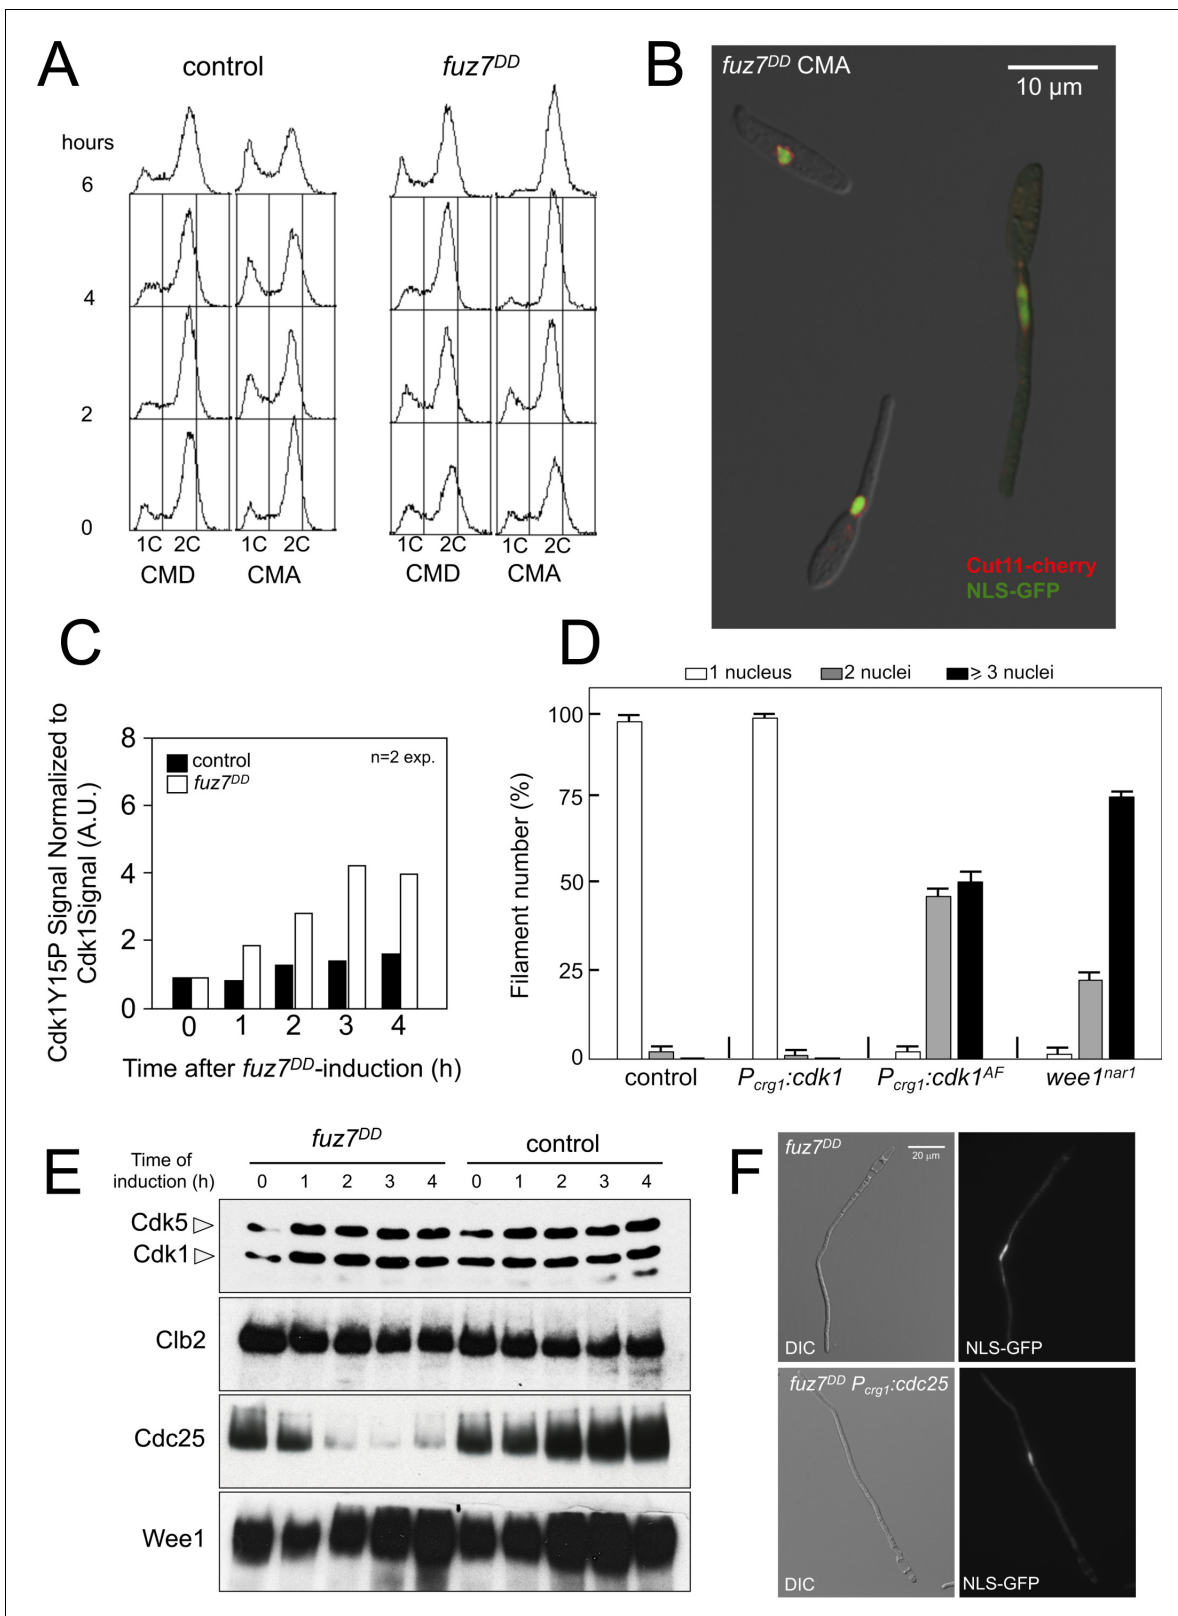 A
control
fuz7DD
hours
6
4
2
0
1C 2C
1C 2C
1C 2C
1C 2C
CMD
CMA
CMD
CMA
B
fuz7DD CMA
10 μm
Cut11-cherry
NLS-GFP
C
Cdk1Y15P Signal Normalized to
Cdk1Signal (A.U.)
8
6
4
2
0
control
fuz7DD
n=2 exp.
0 1 2 3 4
Time after fuz7DD-induction (h)
D
1 nucleus
2 nuclei
⩾ 3 nuclei
Filament number (%)
100
75
50
25
0
control
Pcrg1:cdk1
Pcrg1:cdk1AF
wee1nar1
E
fuz7DD
control
Time of
induction (h)
0 1 2 3 4 0 1 2 3 4
Cdk5
Cdk1
Clb2
Cdc25
Wee1
F
fuz7DD
20 μm
DIC
NLS-GFP
fuz7DD Pcrg1:cdc25
DIC
NLS-GFP